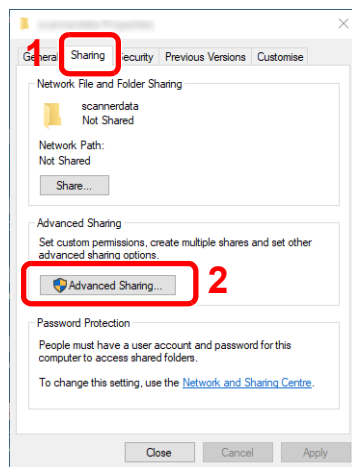 1
General Sharing Security Previous Versions Customise
Network File and Folder Sharing
scannerdata
Not Shared
Network Path:
Not Shared
Share...
Advanced Sharing
Set custom permissions, create multiple shares and set other
advanced sharing options.
Advanced Sharing...
2
Password Protection
People must have a user account and password for this
computer to access shared folders.
To change this setting, use the Network and Sharing Centre.
Close Cancel Apply